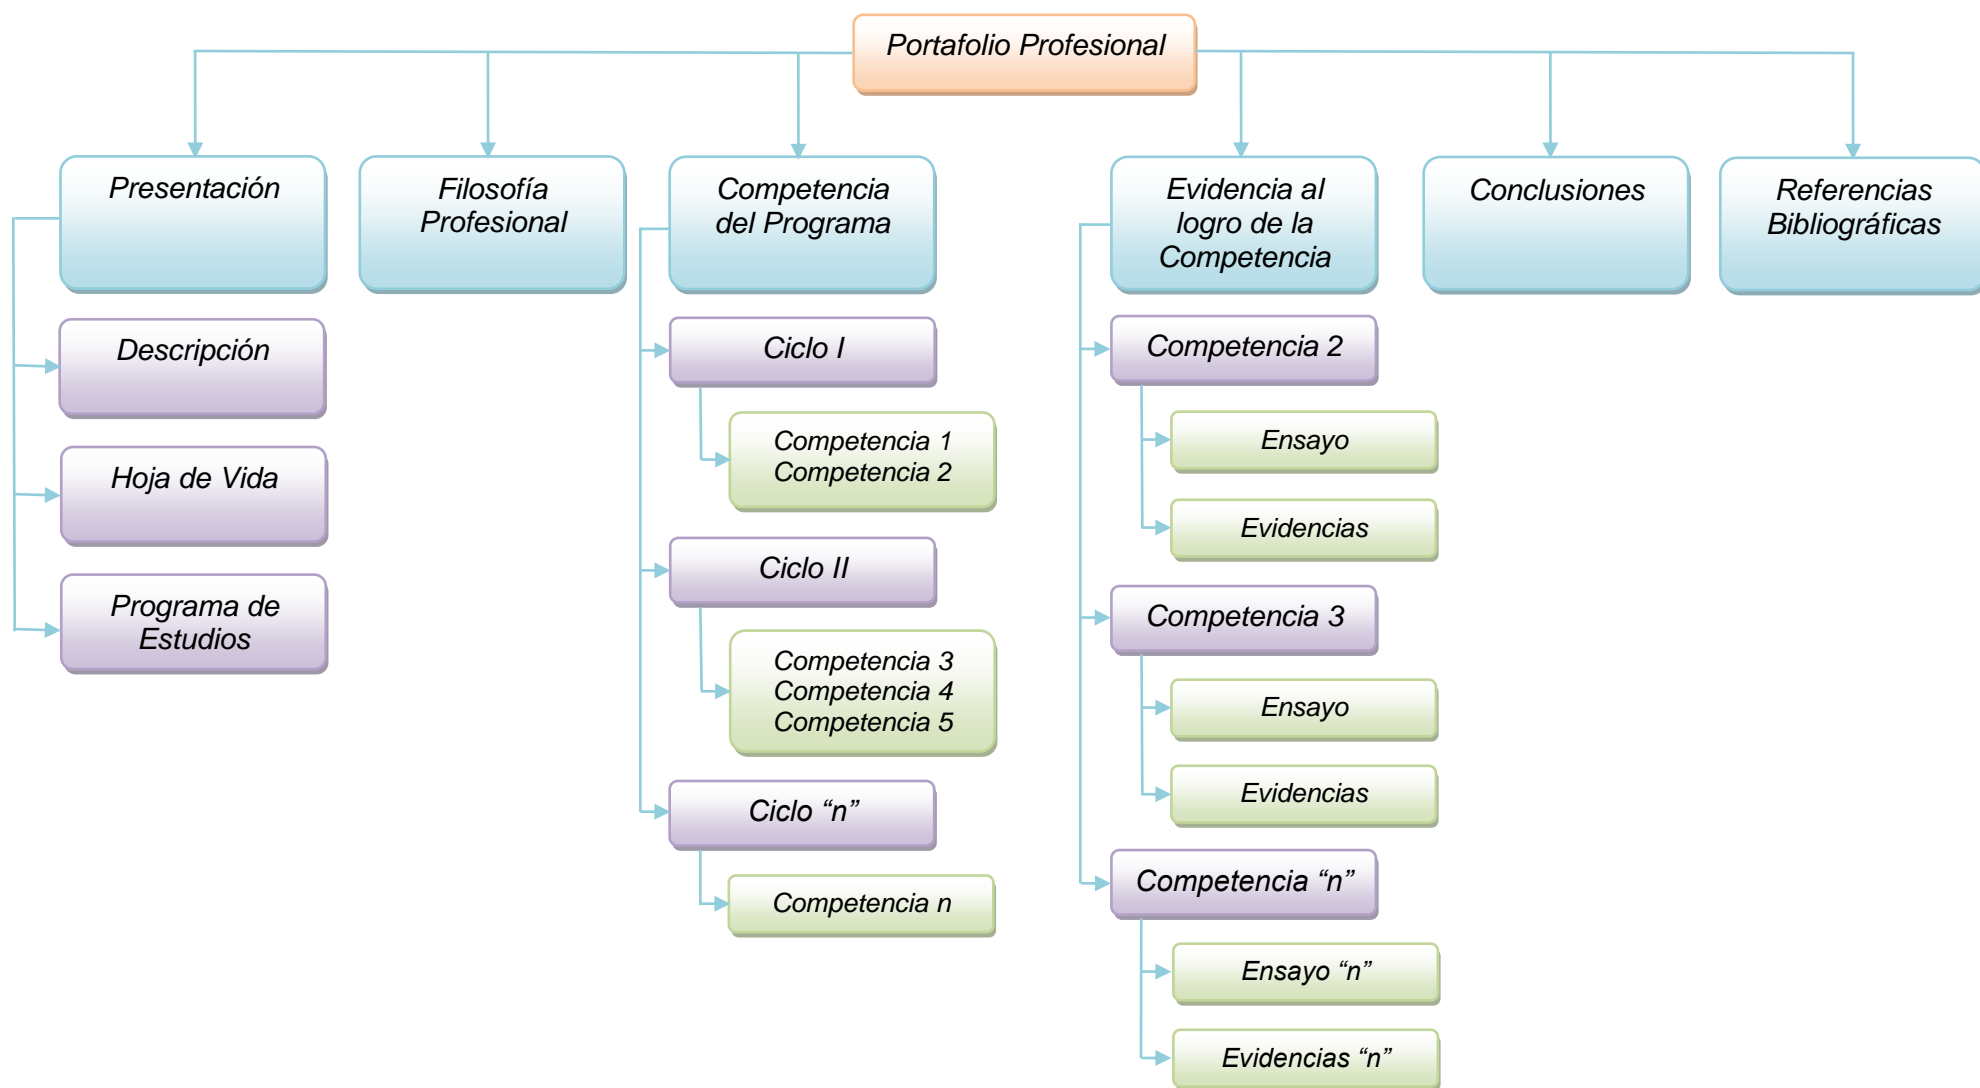 Portafolio Profesional
Presentación
Filosofía
Profesional
Competencia
del Programa
Evidencia al
logro de la
Competencia
Conclusiones
Referencias
Bibliográficas
Descripción
Hoja de Vida
Programa de
Estudios
Ciclo I
Competencia 1
Competencia 2
Ciclo II
Competencia 3
Competencia 4
Competencia 5
Ciclo “n”
Competencia n
Competencia 2
Ensayo
Evidencias
Competencia 3
Ensayo
Evidencias
Competencia “n”
Ensayo “n”
Evidencias “n”